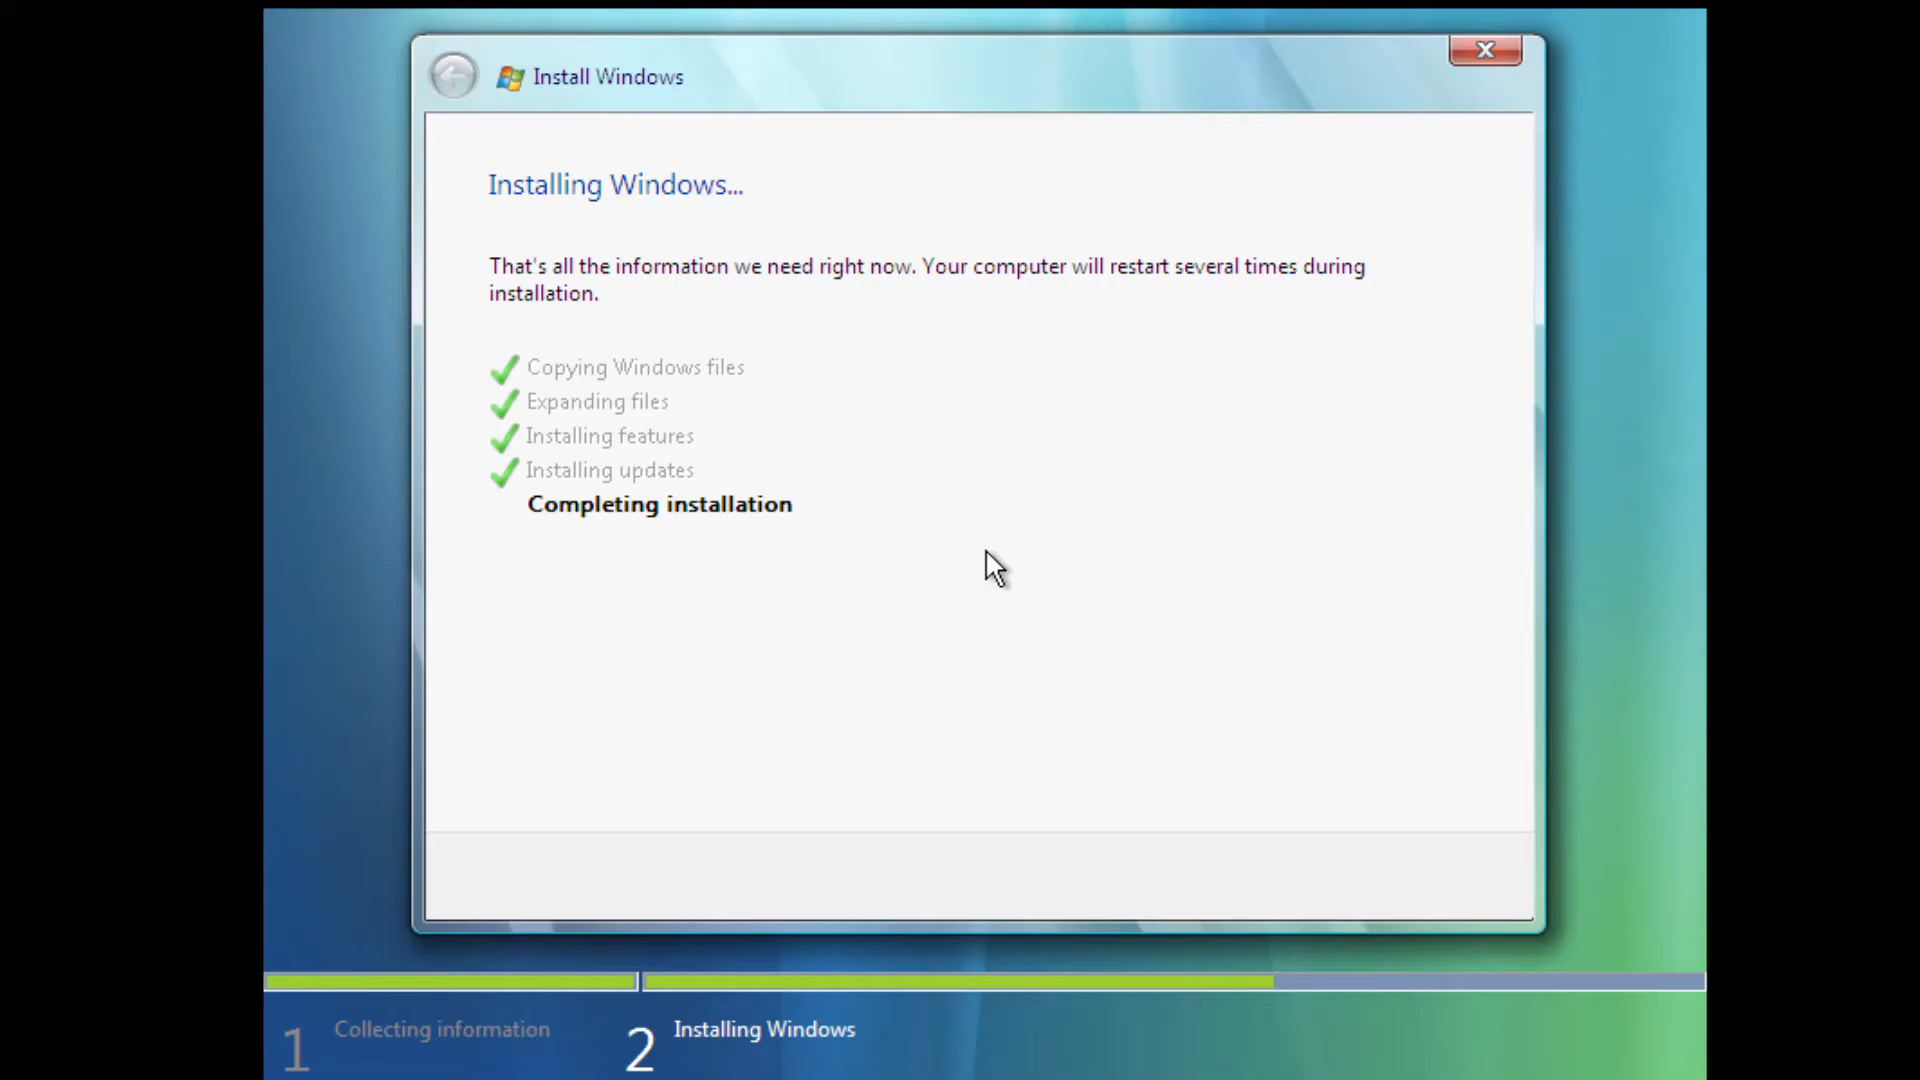 Install Windows
Installing Windows...
That's all the information we need right now. Your computer will restart several times during
installation.
Copying Windows files
Expanding files
Installing features
Installing updates
Completing installation
1 Collecting information
2 Installing Windows